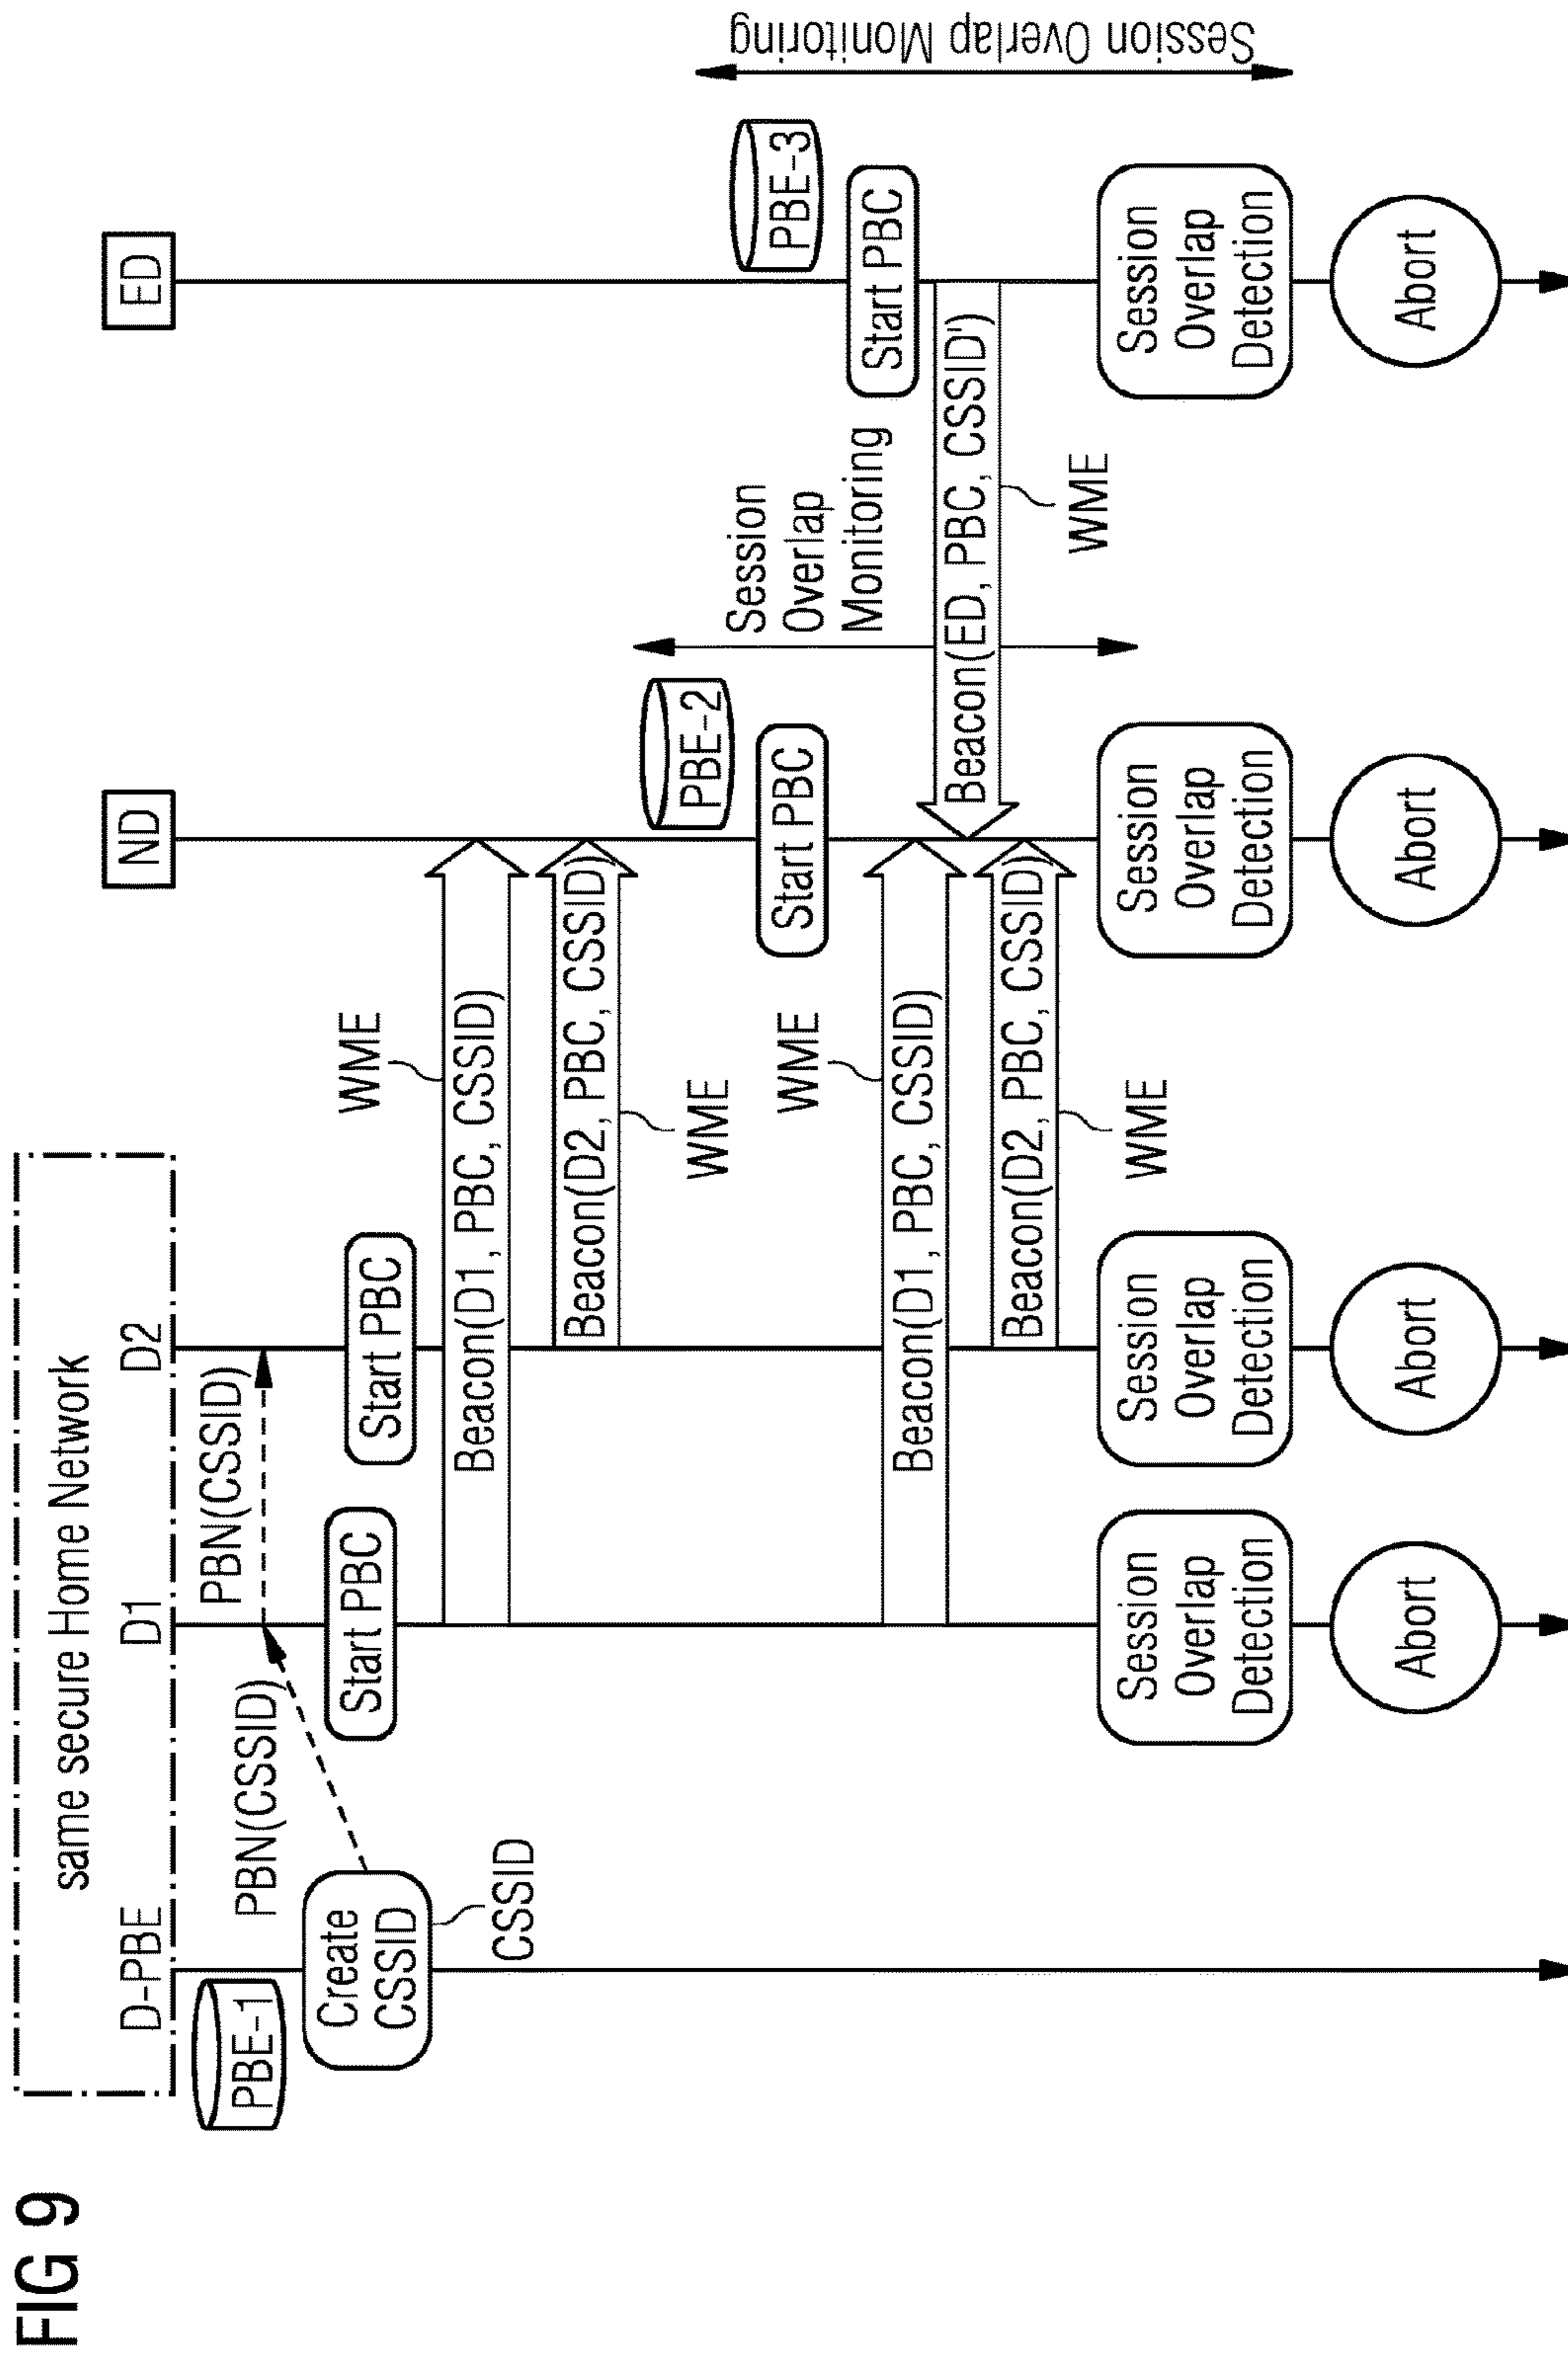 FIG 9
same secure Home Network
D-PBE
D1
D2
ND
ED
PBE-1
PBN(CSSID)
PBN(CSSID)
Create
CSSID
CSSID
Start PBC
Start PBC
WME
Beacon(D1, PBC, CSSID)
Beacon(D2, PBC, CSSID)
WME
PBE-2
Start PBC
Session
Overlap
Monitoring
PBE-3
Start PBC
Session Overlap Monitoring
WME
Beacon(D1, PBC, CSSID)
Beacon(ED, PBC, CSSID')
WME
Beacon(D2, PBC, CSSID)
WME
Session
Overlap
Detection
Session
Overlap
Detection
Session
Overlap
Detection
Session
Overlap
Detection
Abort
Abort
Abort
Abort